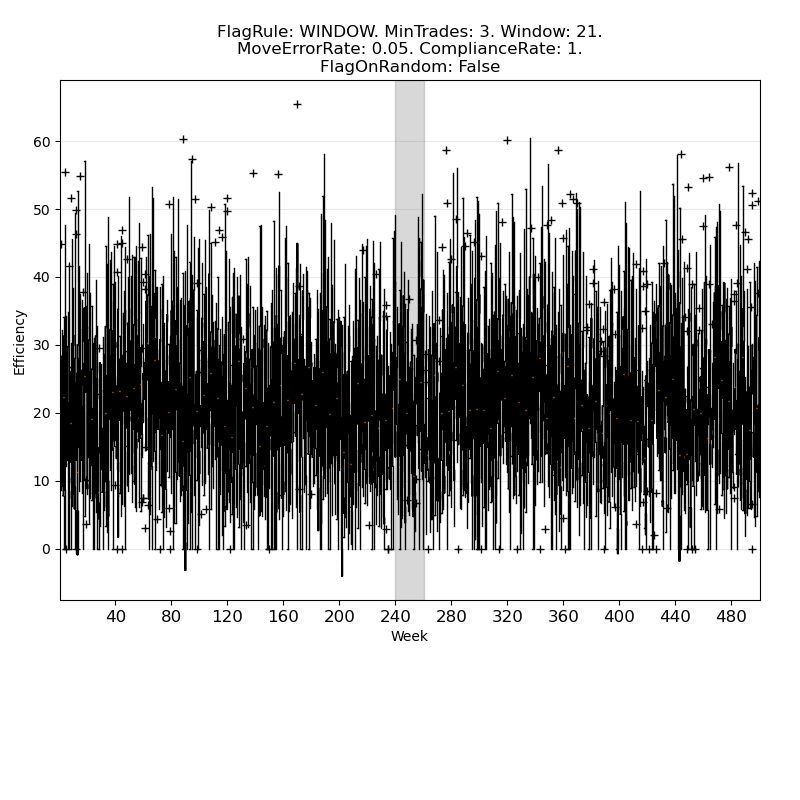 FlagRule: WINDOW. MinTrades: 3. Window: 21.
MoveErrorRate: 0.05. ComplianceRate: 1.
FlagOnRandom: False
60
50
40
30
20
10
0
Efficiency
40 80 120 160 200 240 280 320 360 400 440 480
Week